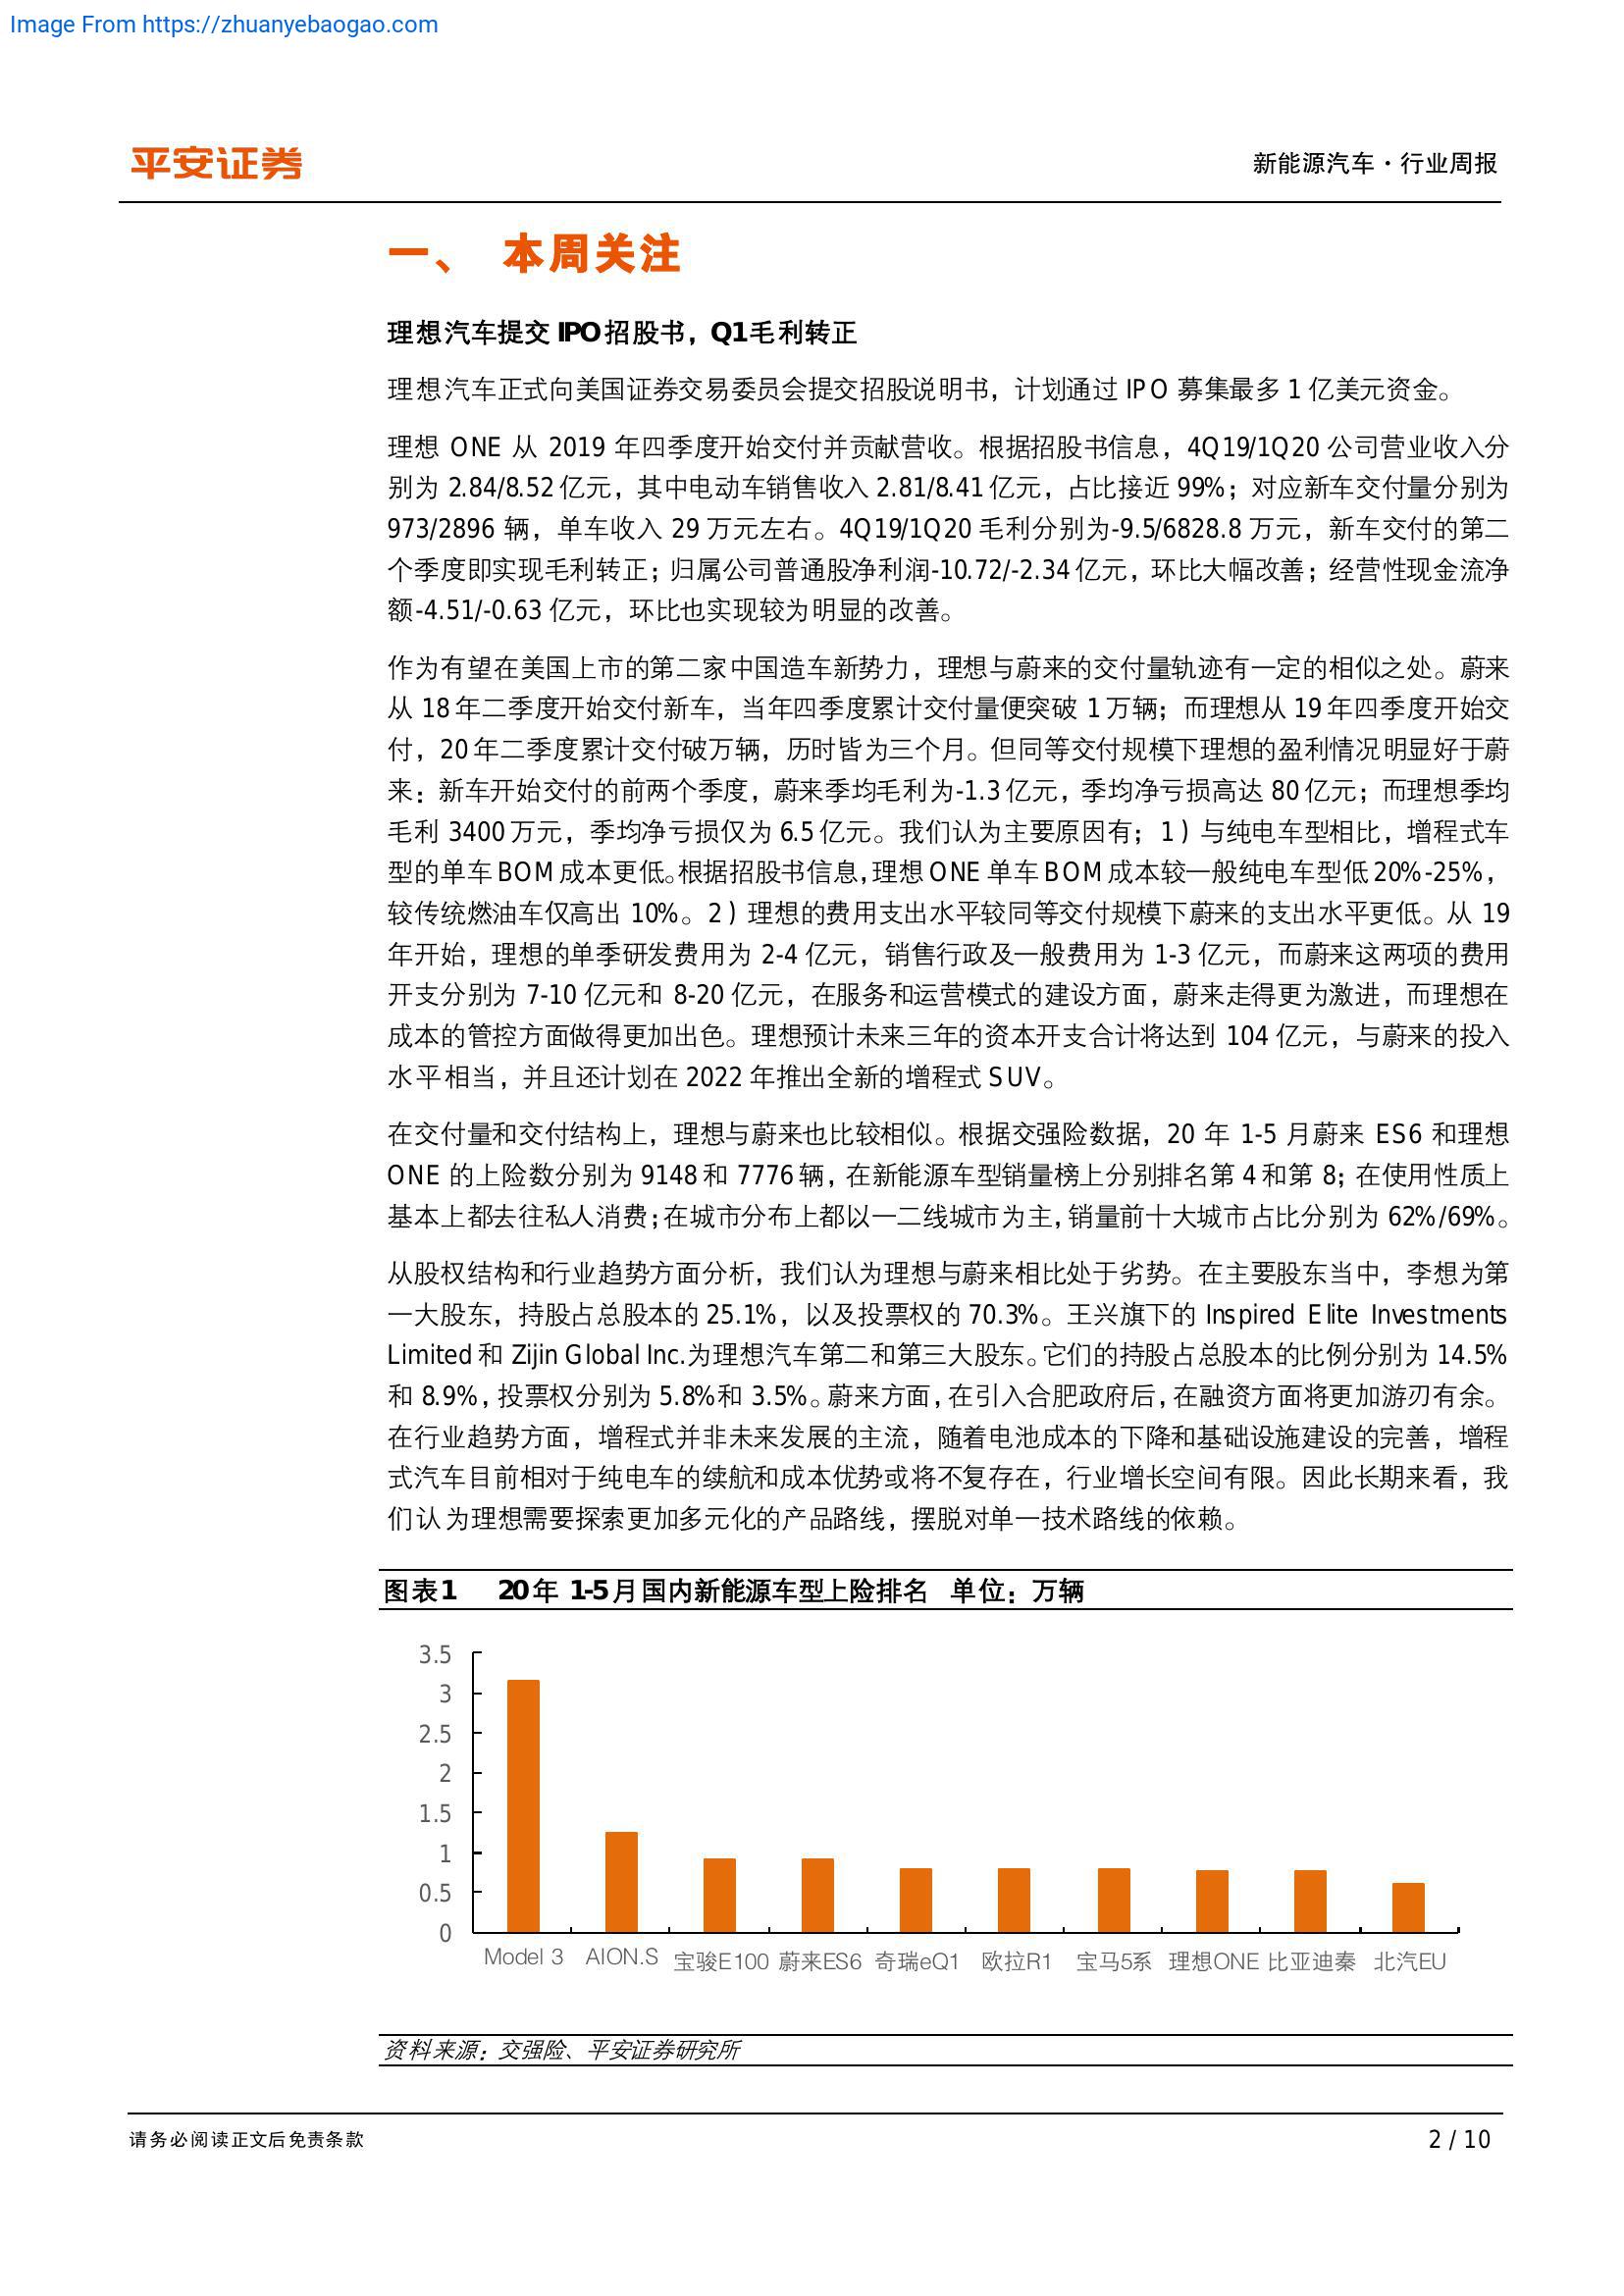 Image From https://zhuanyebaogao.com
平安证券
新能源汽车·行业周报
一、 本周关注
理想汽车提交 IPO 招股书，Q1 毛利转正
理想汽车正式向美国证券交易委员会提交招股说明书，计划通过 IPO 募集最多 1 亿美元资金。
理想 ONE 从 2019 年四季度开始交付并贡献营收。根据招股书信息，4Q19/1Q20 公司营业收入分
别为 2.84/8.52 亿元，其中电动车销售收入 2.81/8.41 亿元，占比接近 99%；对应新车交付量分别为
973/2896 辆，单车收入 29 万元左右。4Q19/1Q20 毛利分别为-9.5/6828.8 万元，新车交付的第二
个季度即实现毛利转正；归属公司普通股净利润-10.72/-2.34 亿元，环比大幅改善；经营性现金流净
额-4.51/-0.63 亿元，环比也实现较为明显的改善。
作为有望在美国上市的第二家中国造车新势力，理想与蔚来的交付量轨迹有一定的相似之处。蔚来
从 18 年二季度开始交付新车，当年四季度累计交付量便突破 1 万辆；而理想从 19 年四季度开始交
付，20 年二季度累计交付破万辆，历时皆为三个月。但同等交付规模下理想的盈利情况明显好于蔚
来：新车开始交付的前两个季度，蔚来季均毛利为-1.3 亿元，季均净亏损高达 80 亿元；而理想季均
毛利 3400 万元，季均净亏损仅为 6.5 亿元。我们认为主要原因有；1）与纯电车型相比，增程式车
型的单车 BOM 成本更低。根据招股书信息，理想 ONE 单车 BOM 成本较一般纯电车型低 20%-25%，
较传统燃油车仅高出 10%。2）理想的费用支出水平较同等交付规模下蔚来的支出水平更低。从 19
年开始，理想的单季研发费用为 2-4 亿元，销售行政及一般费用为 1-3 亿元，而蔚来这两项的费用
开支分别为 7-10 亿元和 8-20 亿元，在服务和运营模式的建设方面，蔚来走得更为激进，而理想在
成本的管控方面做得更加出色。理想预计未来三年的资本开支合计将达到 104 亿元，与蔚来的投入
水平相当，并且还计划在 2022 年推出全新的增程式 SUV。
在交付量和交付结构上，理想与蔚来也比较相似。根据交强险数据，20 年 1-5 月蔚来 ES6 和理想
ONE 的上险数分别为 9148 和 7776 辆，在新能源车型销量榜上分别排名第 4 和第 8；在使用性质上
基本上都去往私人消费；在城市分布上都以一二线城市为主，销量前十大城市占比分别为 62%/69%。
从股权结构和行业趋势方面分析，我们认为理想与蔚来相比处于劣势。在主要股东当中，李想为第
一大股东，持股占总股本的 25.1%，以及投票权的 70.3%。王兴旗下的 Inspired Elite Investments
Limited 和 Zijin Global Inc.为理想汽车第二和第三大股东。它们的持股占总股本的比例分别为 14.5%
和 8.9%，投票权分别为 5.8%和 3.5%。蔚来方面，在引入合肥政府后，在融资方面将更加游刃有余。
在行业趋势方面，增程式并非未来发展的主流，随着电池成本的下降和基础设施建设的完善，增程
式汽车目前相对于纯电车的续航和成本优势或将不复存在，行业增长空间有限。因此长期来看，我
们认为理想需要探索更加多元化的产品路线，摆脱对单一技术路线的依赖。
图表1 20 年 1-5 月国内新能源车型上险排名 单位：万辆
3.5
3
2.5
2
1.5
1
0.5
0
Model 3 AION.S 宝骏E100 蔚来ES6 奇瑞eQ1 欧拉R1 宝马5系 理想ONE 比亚迪秦 北汽EU
资料来源：交强险、平安证券研究所
请务必阅读正文后免责条款
2 / 10